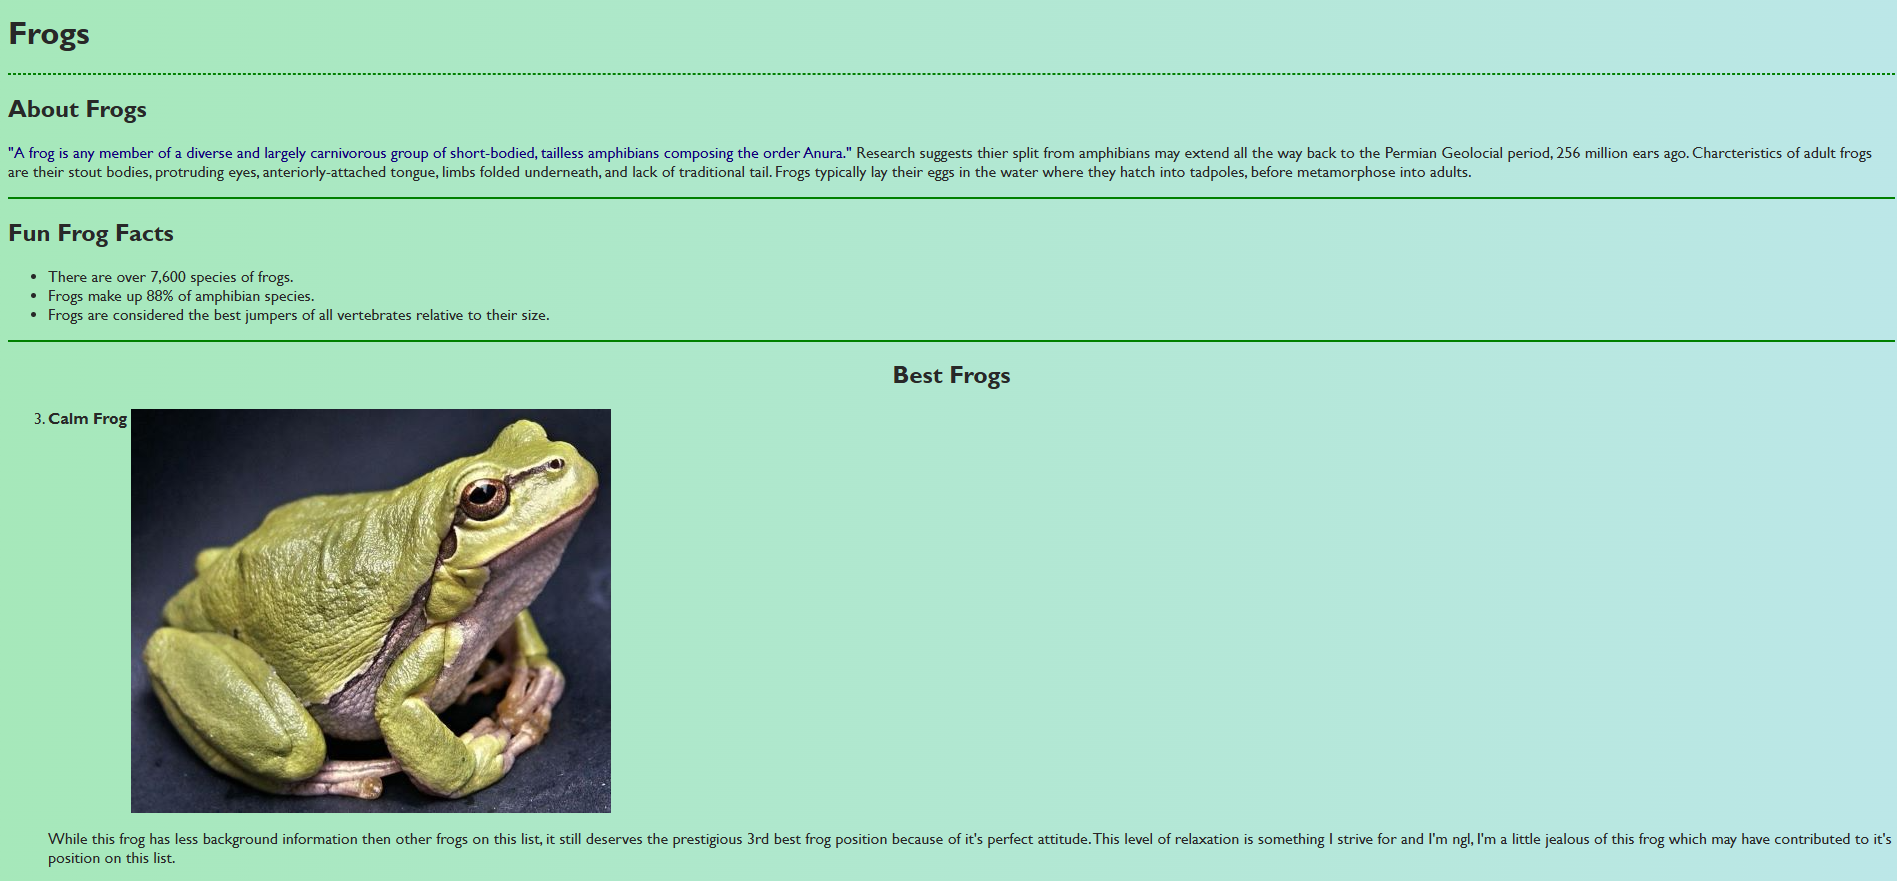 Frogs
About Frogs
"A frog is any member of a diverse and largely carnivorous group of short-bodied, tailless amphibians composing the order Anura." Research suggests thier split from amphibians may extend all the way back to the Permian Geolocial period, 256 million ears ago. Charcteristics of adult frogs
are their stout bodies, protruding eyes, anteriorly-attached tongue, limbs folded underneath, and lack of traditional tail. Frogs typically lay their eggs in the water where they hatch into tadpoles, before metamorphose into adults.
Fun Frog Facts
• There are over 7,600 species of frogs.
• Frogs make up 88% of amphibian species.
• Frogs are considered the best jumpers of all vertebrates relative to their size.
Best Frogs
3. Calm Frog
While this frog has less background information then other frogs on this list, it still deserves the prestigious 3rd best frog position because of it's perfect attitude. This level of relaxation is something I strive for and I'm ngl, I'm a little jealous of this frog which may have contributed to it's
position on this list.